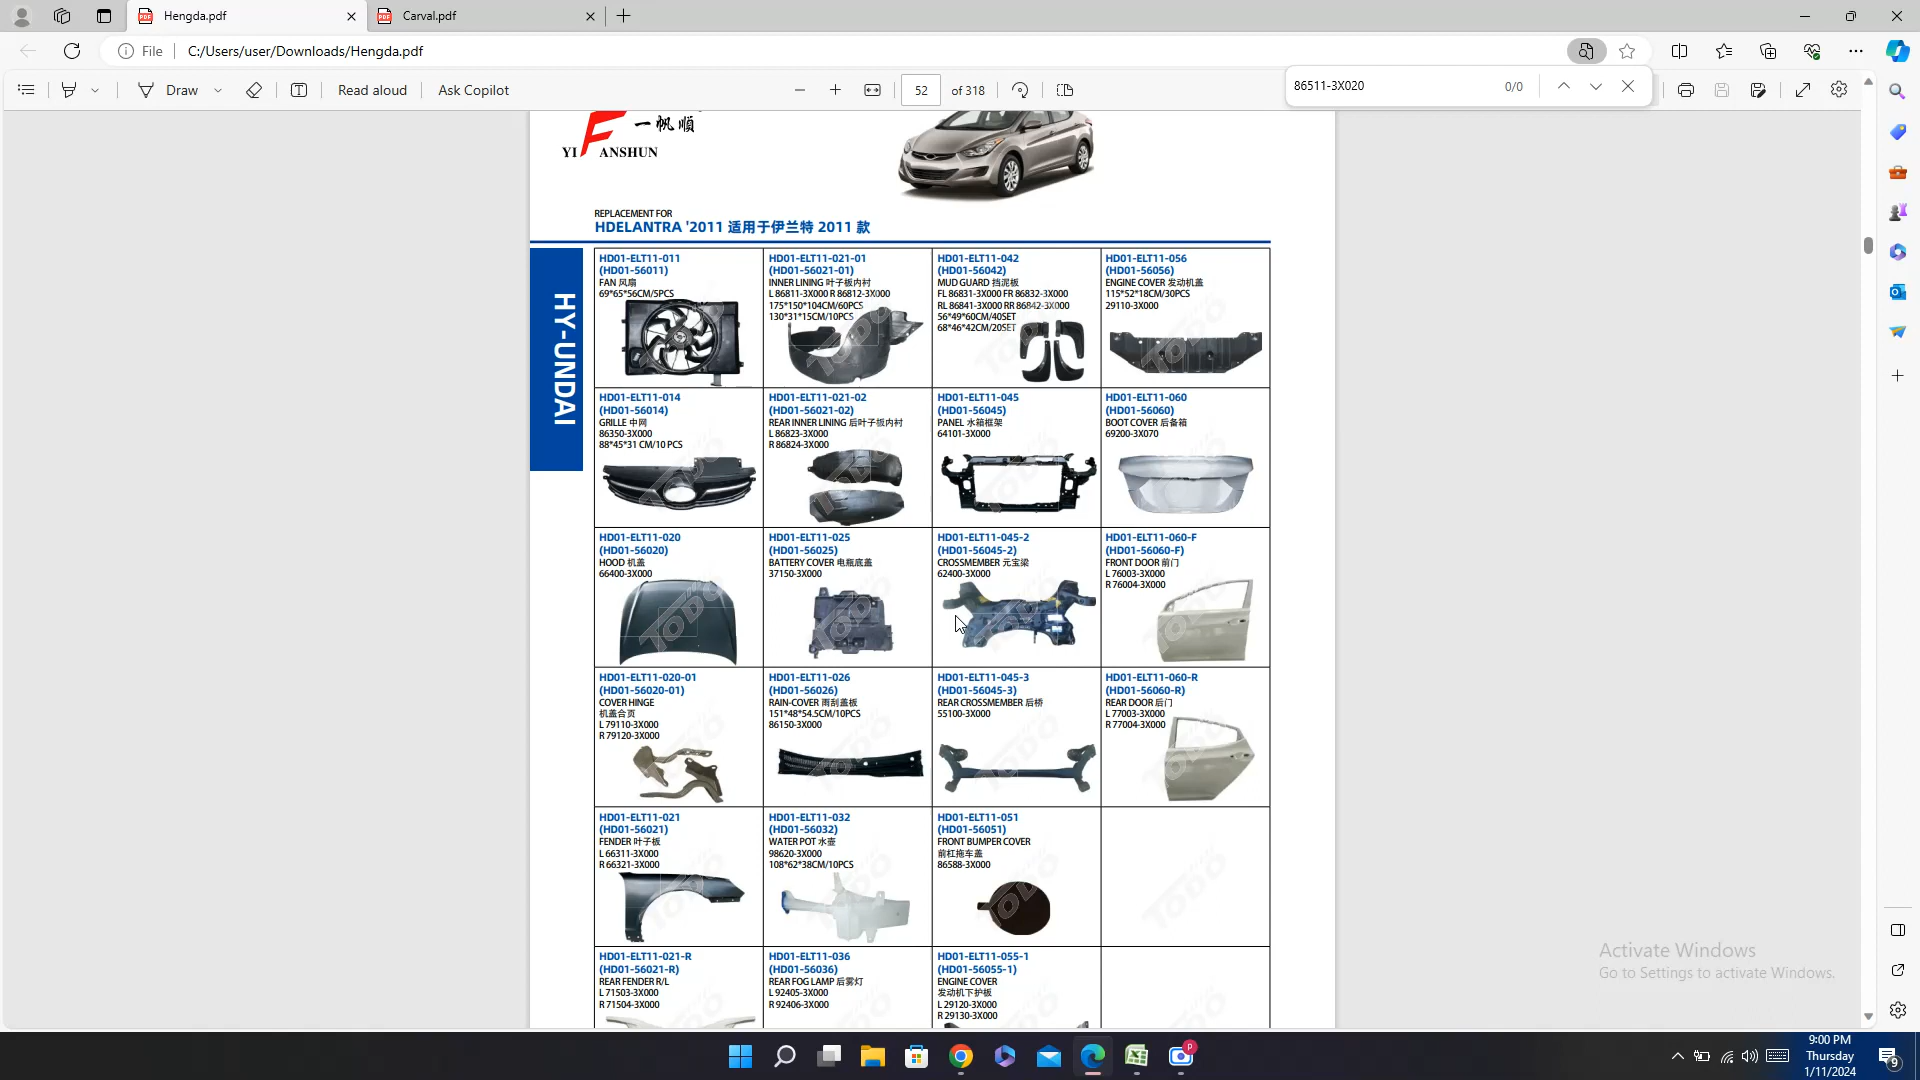 Hengda.pdf
Carval.pdf
File
C:/Users/user/Downloads/Hengda.pdf
Draw
Read aloud
Ask Copilot
52
of 318
86511-3X020
0/0
一帆順
YI ANSHUN
REPLACEMENT FOR
HDELANTRA '2011 适用于伊兰特 2011 款
HY-UNDAI
HD01-ELT11-011
(HD01-56011)
FAN 风扇
69*65*56CM/5PCS
HD01-ELT11-021-01
(HD01-56021-01)
INNER LINING 叶子板内衬
L 86811-3X000 R 86812-3X000
175*150*104CM/60PCS
130*31*15CM/10PCS
HD01-ELT11-042
(HD01-56042)
MUD GUARD 挡泥板
FL 86831-3X000 FR 86832-3X000
RL 86841-3X000 RR 86842-3X000
56*49*60CM/40SET
68*46*42CM/20SET
HD01-ELT11-056
(HD01-56056)
ENGINE COVER 发动机盖
115*52*18CM/30PCS
29110-3X000
HD01-ELT11-014
(HD01-56014)
GRILLE 中网
86350-3X000
88*45*31 CM/10 PCS
HD01-ELT11-021-02
(HD01-56021-02)
REAR INNER LINING 后叶子板内衬
L 86823-3X000
R 86824-3X000
HD01-ELT11-045
(HD01-56045)
PANEL 水箱框架
64101-3X000
HD01-ELT11-060
(HD01-56060)
BOOT COVER 后备箱
69200-3X070
HD01-ELT11-020
(HD01-56020)
HOOD 机盖
66400-3X000
HD01-ELT11-025
(HD01-56025)
BATTERY COVER 电瓶底盖
37150-3X000
HD01-ELT11-045-2
(HD01-56045-2)
CROSSMEMBER 元宝梁
62400-3X000
HD01-ELT11-060-F
(HD01-56060-F)
FRONT DOOR 前门
L 76003-3X000
R 76004-3X000
HD01-ELT11-020-01
(HD01-56020-01)
COVER HINGE
机盖合页
L 79110-3X000
R 79120-3X000
HD01-ELT11-026
(HD01-56026)
RAIN-COVER 雨刮盖板
151*48*54.5CM/10PCS
86150-3X000
HD01-ELT11-045-3
(HD01-56045-3)
REAR CROSSMEMBER 后桥
55100-3X000
HD01-ELT11-060-R
(HD01-56060-R)
REAR DOOR 后门
L 77003-3X000
R 77004-3X000
HD01-ELT11-021
(HD01-56021)
FENDER 叶子板
L 66311-3X000
R 66321-3X000
HD01-ELT11-032
(HD01-56032)
WATER POT 水壶
98620-3X000
108*62*38CM/10PCS
HD01-ELT11-051
(HD01-56051)
FRONT BUMPER COVER
前杠拖车盖
86588-3X000
HD01-ELT11-021-R
(HD01-56021-R)
REAR FENDER R/L
L 71503-3X000
R 71504-3X000
HD01-ELT11-036
(HD01-56036)
REAR FOG LAMP 后雾灯
L 92405-3X000
R 92406-3X000
HD01-ELT11-055-1
(HD01-56055-1)
ENGINE COVER
发动机下护板
L 29120-3X000
R 29130-3X000
Activate Windows
Go to Settings to activate Windows.
9:00 PM
Thursday
1/11/2024
9